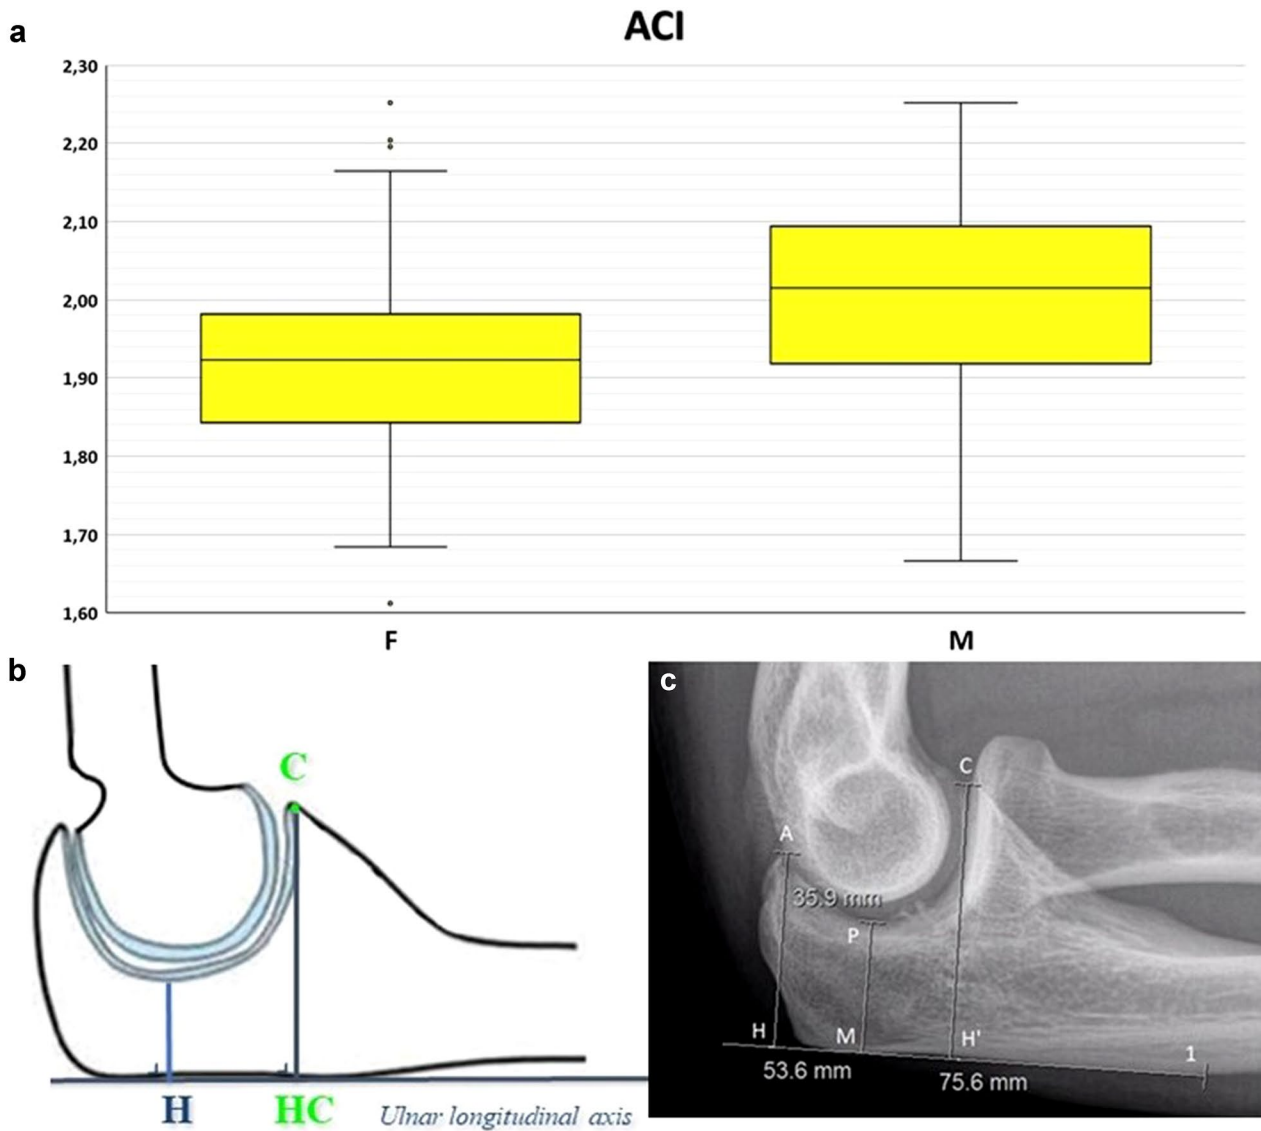 a
ACI
2,30
2,20
2,10
2,00
1,90
1,80
1,70
1,60
F
M
b
C
H
HC
Ulnar longitudinal axis
c
C
A
35.9 mm
P
H
M
H'
1
53.6 mm
75.6 mm